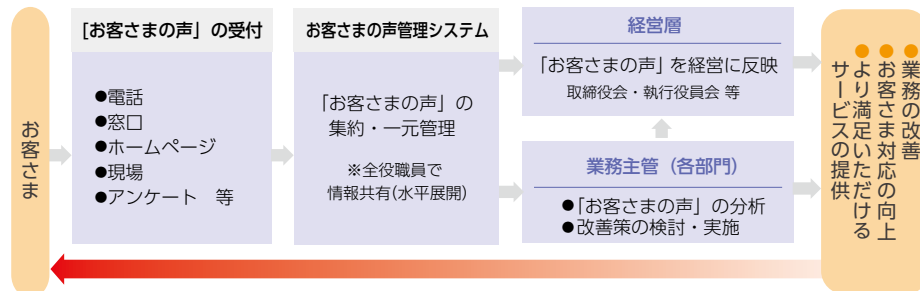 お客さま
[お客さまの声」の受付
●電話
●窓口
●ホームページ
●現場
●アンケート　等
お客さまの声管理システム
「お客さまの声」の
集約・一元管理
※全役職員で
情報共有(水平展開)
経営層
「お客さまの声」を経営に反映
取締役会・執行役員会 等
業務主管（各部門）
●「お客さまの声」の分析
●改善策の検討・実施
●業務の改善
●お客さま対応の向上
●より満足いただける
サービスの提供